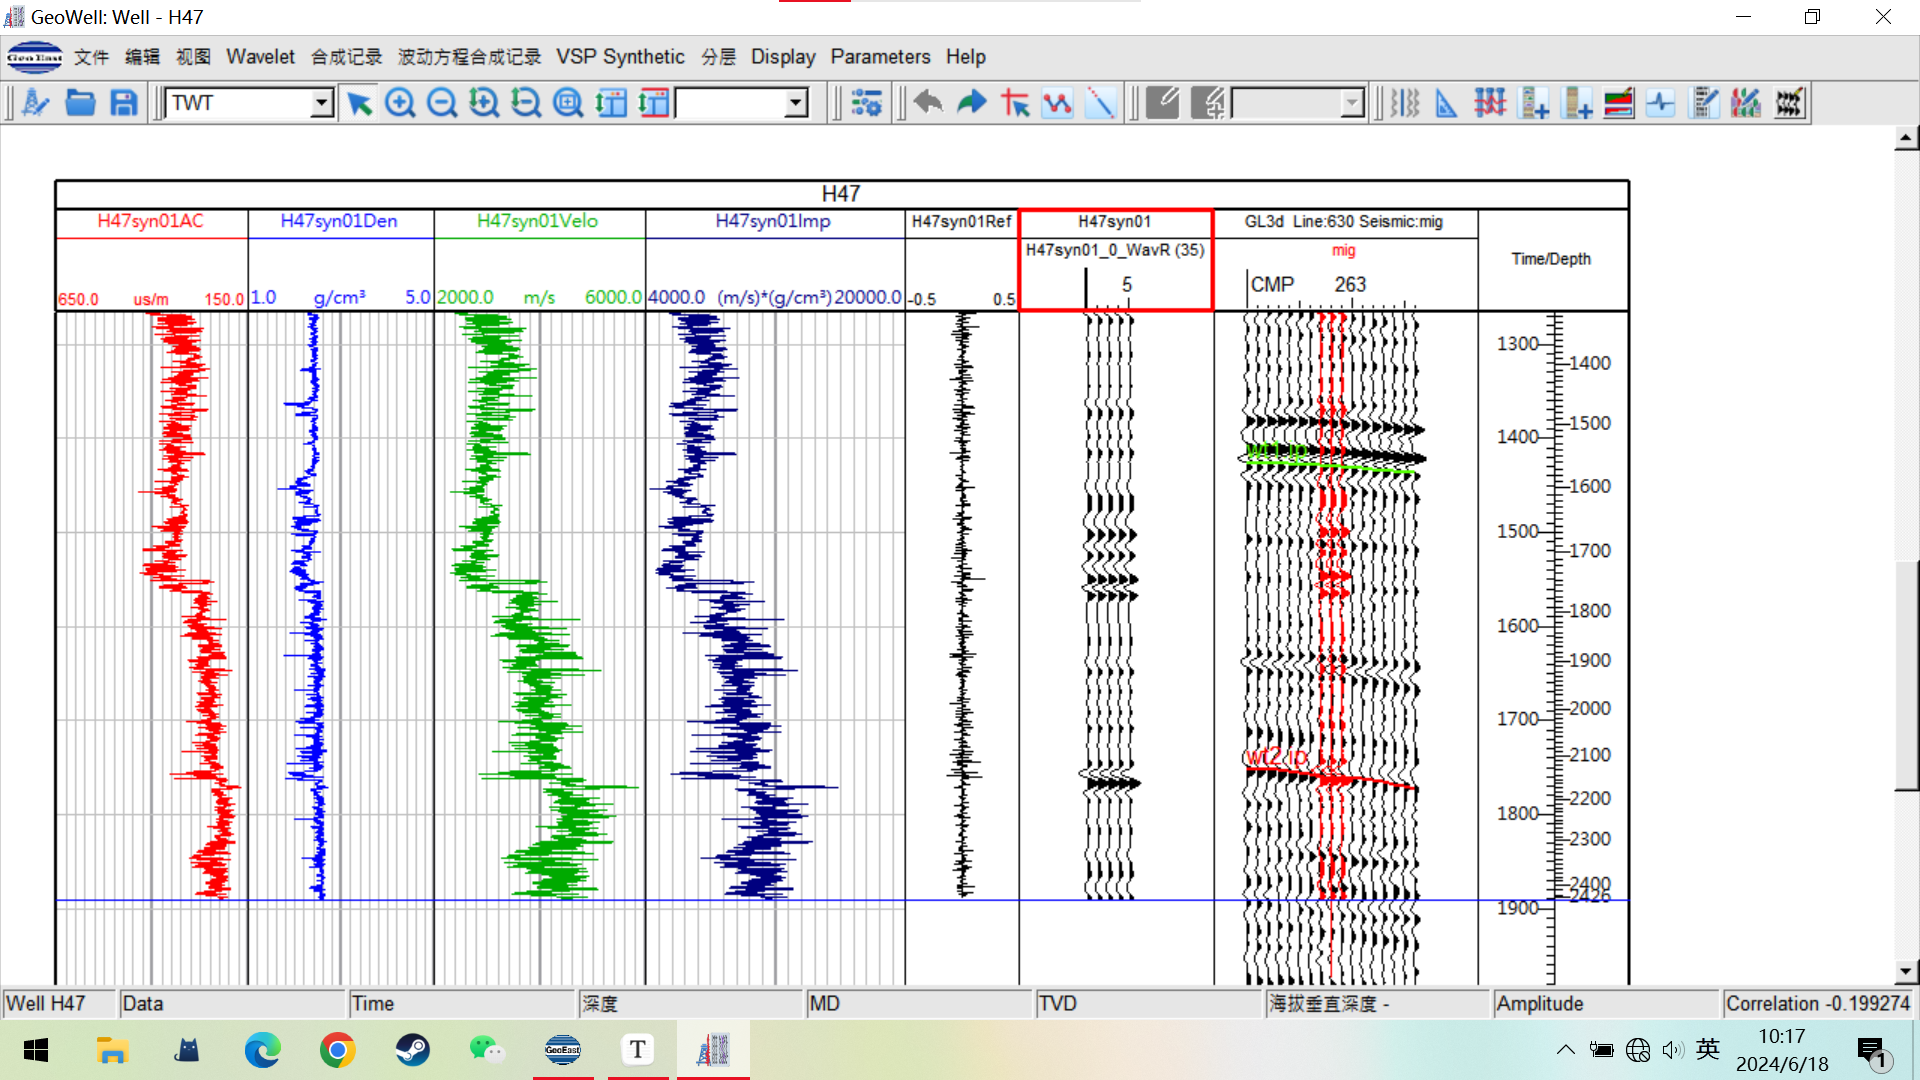 GeoWell: Well - H47
GeoEast 文件 编辑 视图 Wavelet 合成记录 波动方程合成记录 VSP Synthetic 分层 Display Parameters Help
TWT
H47
H47syn01AC H47syn01Den H47syn01Velo H47syn01Imp H47syn01Ref H47syn01 GL3d Line:630 Seismic:mig
H47syn01_0_WavR (35) mig Time/Depth
5 CMP 263
650.0 us/m 150.0 1.0 g/cm³ 5.0 2000.0 m/s 6000.0 4000.0 (m/s)*(g/cm³) 20000.0 -0.5 0.5
1300
1400
1500
1400
wt1 ip
1600
1500
1700
1800
1600
1900
2000
1700
2100
wt2 ip
2200
1800
2300
2400
2426
1900
Well H47 Data Time 深度 MD TVD 海拔垂直深度 - Amplitude Correlation -0.199274
GeoEast T 英 10:17
2024/6/18 1